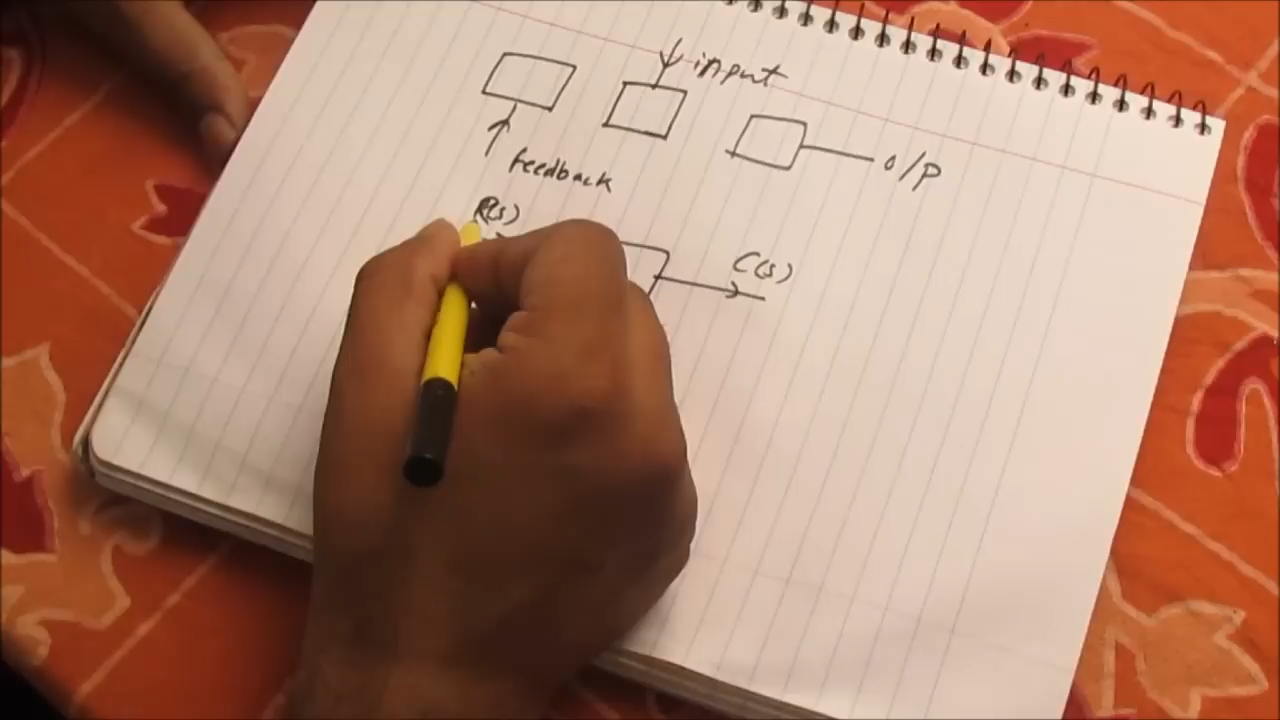 input
o/p
feedback
R(s)
C(s)